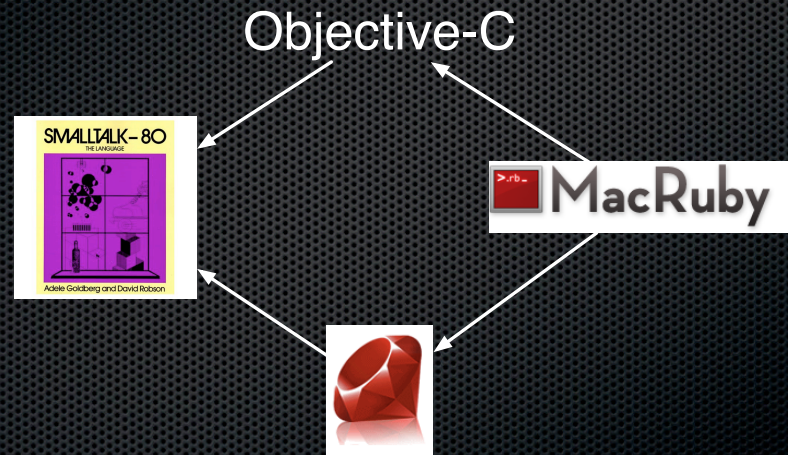 Objective-C
SMALLTALK–80
THE LANGUAGE
Adele Goldberg and David Robson
>.rb_
MacRuby